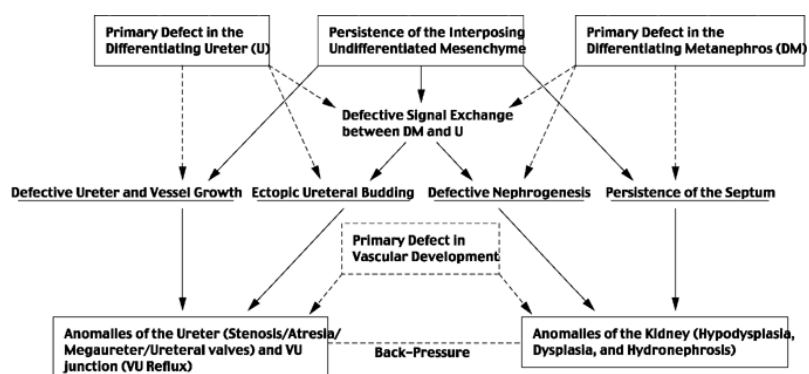 Primary Defect in the
Differentiating Ureter (U)
Persistence of the Interposing
Undifferentiated Mesenchyme
Primary Defect in the
Differentiating Metanephros (DM)
Defective Signal Exchange
between DM and U
Defective Ureter and Vessel Growth
Ectopic Ureteral Budding
Defective Nephrogenesis
Persistence of the Septum
Primary Defect in
Vascular Development
Anomalies of the Ureter (Stenosis/Atresia/
Megaureter/Ureteral valves) and VU
junction (VU Reflux)
Back-Pressure
Anomalies of the Kidney (Hypodysplasia,
Dysplasia, and Hydronephrosis)